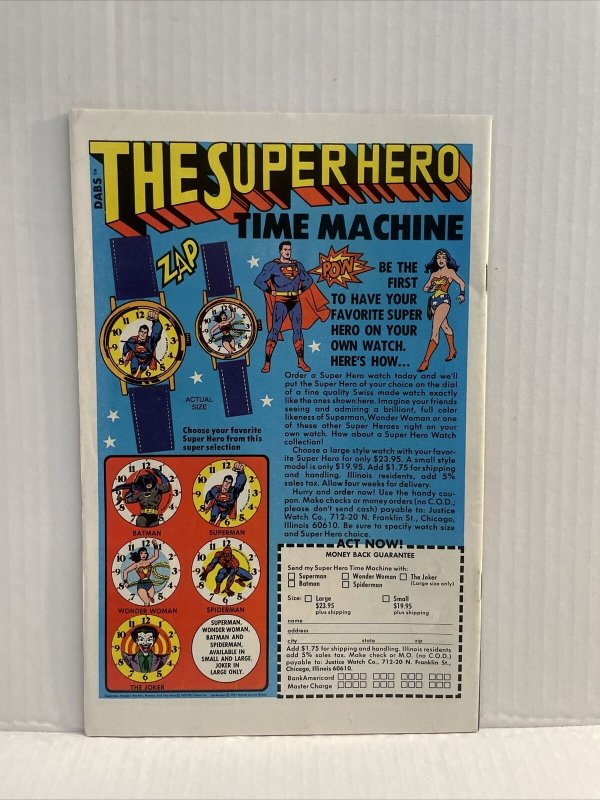 DABS™
THE SUPER HERO
TIME MACHINE
ZAP
POW
BE THE
FIRST
TO HAVE YOUR
FAVORITE SUPER
HERO ON YOUR
OWN WATCH.
HERE'S HOW...
ACTUAL
SIZE
Choose your favorite
Super Hero from this
super selection
Order a Super Hero watch today and we'll
put the Super Hero of your choice on the dial
of a fine quality Swiss made watch exactly
like the ones shown here. Imagine your friends
seeing and admiring a brilliant, full color
likeness of Superman, Wonder Woman or one
of these other Super Heroes right on your
own watch. How about a Super Hero Watch
collection!
Choose a large style watch with your favor-
ite Super Hero for only $23.95. A small style
model is only $19.95. Add $1.75 for shipping
and handling. Illinois residents, add 5%
sales tax. Allow four weeks for delivery.
Hurry and order now! Use the handy cou-
pon. Make checks or money orders (no C.O.D.,
please don't send cash) payable to: Justice
Watch Co., 712-20 N. Franklin St., Chicago,
Illinois 60610. Be sure to specify watch size
and Super Hero choice.
BATMAN
SUPERMAN
WONDER WOMAN
SPIDERMAN
THE JOKER
SUPERMAN,
WONDER WOMAN,
BATMAN AND
SPIDERMAN,
AVAILABLE IN
SMALL AND LARGE.
JOKER IN
LARGE ONLY.
ACT NOW!
MONEY BACK GUARANTEE
Send my Super Hero Time Machine with:
Superman Wonder Woman The Joker
Batman Spiderman (Large size only)
Size: Large Small
$23.95 $19.95
plus shipping plus shipping
name
address
city state zip
Add $1.75 for shipping and handling. Illinois residents
add 5% sales tax. Make check or M.O. (no C.O.D.)
payable to: Justice Watch Co., 712-20 N. Franklin St.,
Chicago, Illinois 60610.
BankAmericard
Master Charge